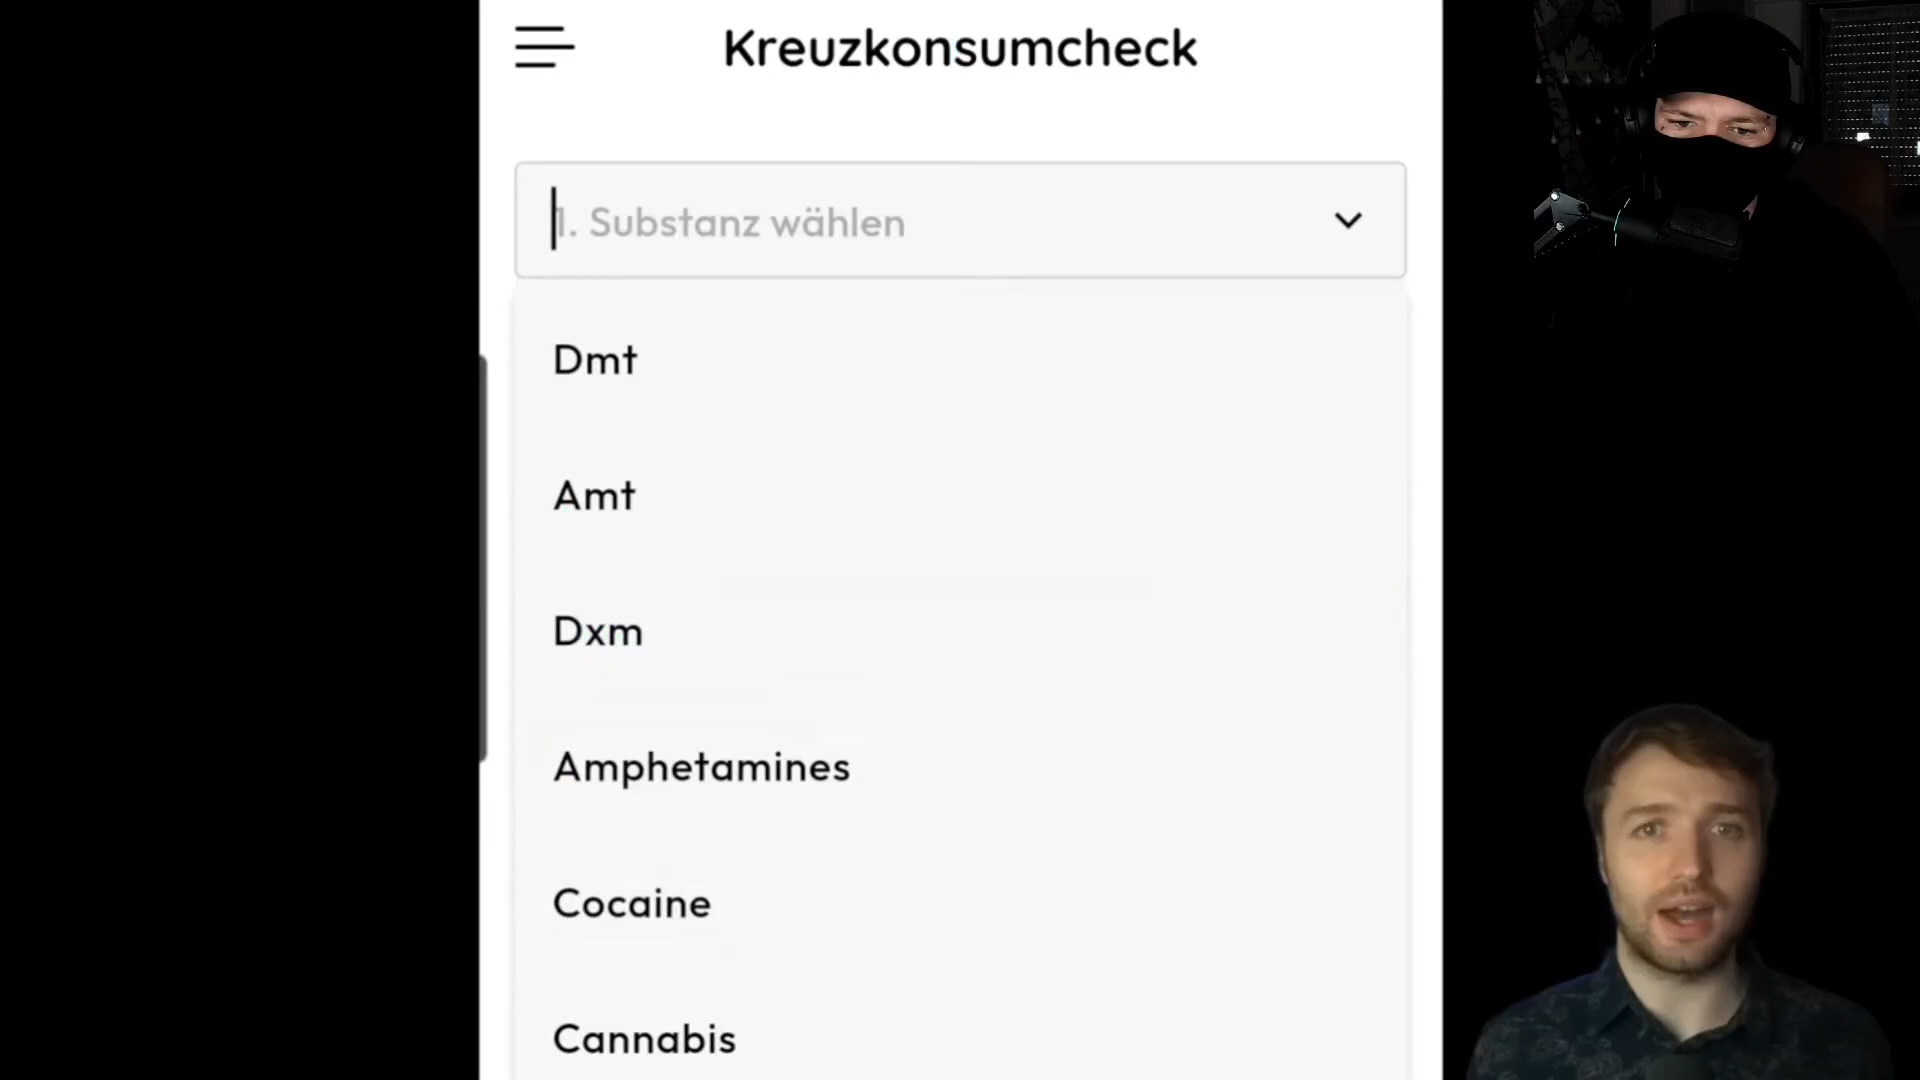 Kreuzkonsumcheck
1. Substanz wählen
Dmt
Amt
Dxm
Amphetamines
Cocaine
Cannabis